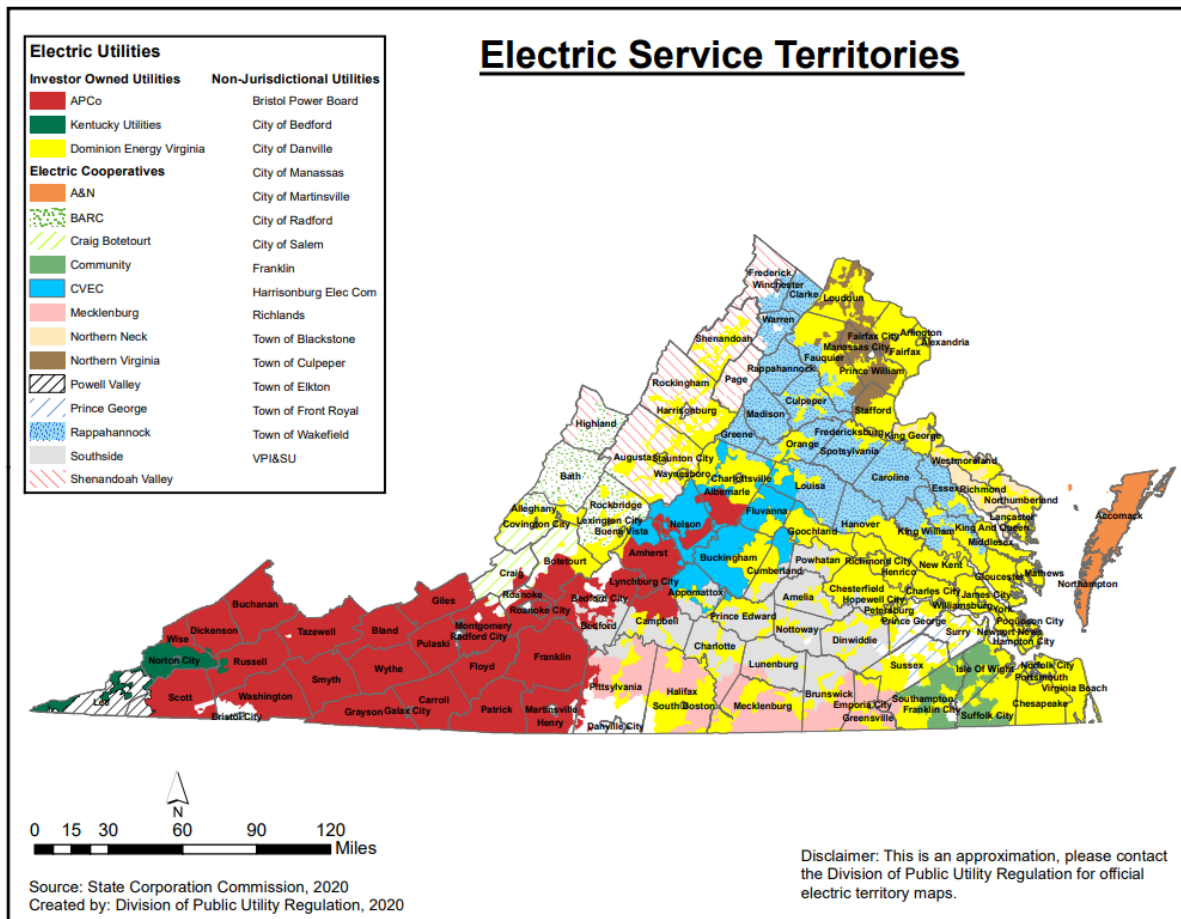 Electric Service Territories
Electric Utilities
Investor Owned Utilities
APCo
Kentucky Utilities
Dominion Energy Virginia
Electric Cooperatives
A&N
BARC
Craig Botetourt
Community
CVEC
Mecklenburg
Northern Neck
Northern Virginia
Powell Valley
Prince George
Rappahannock
Southside
Shenandoah Valley
Non-Jurisdictional Utilities
Bristol Power Board
City of Bedford
City of Danville
City of Manassas
City of Martinsville
City of Radford
City of Salem
Franklin
Harrisonburg Elec Com
Richlands
Town of Blackstone
Town of Culpeper
Town of Elkton
Town of Front Royal
Town of Wakefield
VPI&SU
Frederick
Winchester
Clarke
Loudoun
Warren
Shenandoah
Fairfax City
Arlington
Alexandria
Manassas City
Fairfax
Fauquier
Prince William
Rappahannock
Page
Rockingham
Culpeper
Stafford
Harrisonburg
Madison
Highland
Greene
Orange
Fredericksburg
King George
Spotsylvania
Augusta
Staunton City
Westmoreland
Waynesboro
Bath
Charlottsville
Louisa
Caroline
Essex
Richmond
Albemarle
Northumberland
Rockbridge
Alleghany
Lexington City
Nelson
Fluvanna
Lancaster
Covington City
Buena Vista
Goochland
Hanover
King William
King And Queen
Accomack
Middlesex
Amherst
Buckingham
Powhatan
Richmond City
Botetourt
Cumberland
Henrico
New Kent
Craig
Lynchburg City
Gloucester
Mathews
Northampton
Roanoke
Appomattox
Amelia
Chesterfield
Charles City
James City
Buchanan
Giles
Bedford City
Hopewell City
Williamsburg
York
Roanoke City
Petersburg
Prince Edward
Prince George
Poquoson City
Dickenson
Tazewell
Bland
Montgomery
Bedford
Campbell
Nottoway
Dinwiddie
Surry
Newport News
Hampton City
Wise
Pulaski
Radford City
Charlotte
Norton City
Russell
Wythe
Floyd
Franklin
Lunenburg
Sussex
Isle Of Wight
Norfolk City
Portsmouth
Smyth
Pittsylvania
Virginia Beach
Lee
Scott
Washington
Carroll
Halifax
Brunswick
Southampton
Grayson
Galax City
Patrick
Martinsville
South Boston
Mecklenburg
Emporia City
Franklin City
Chesapeake
Bristol City
Henry
Greensville
Suffolk City
Danville City
N
0 15 30 60 90 120
Miles
Source: State Corporation Commission, 2020
Created by: Division of Public Utility Regulation, 2020
Disclaimer: This is an approximation, please contact
the Division of Public Utility Regulation for official
electric territory maps.